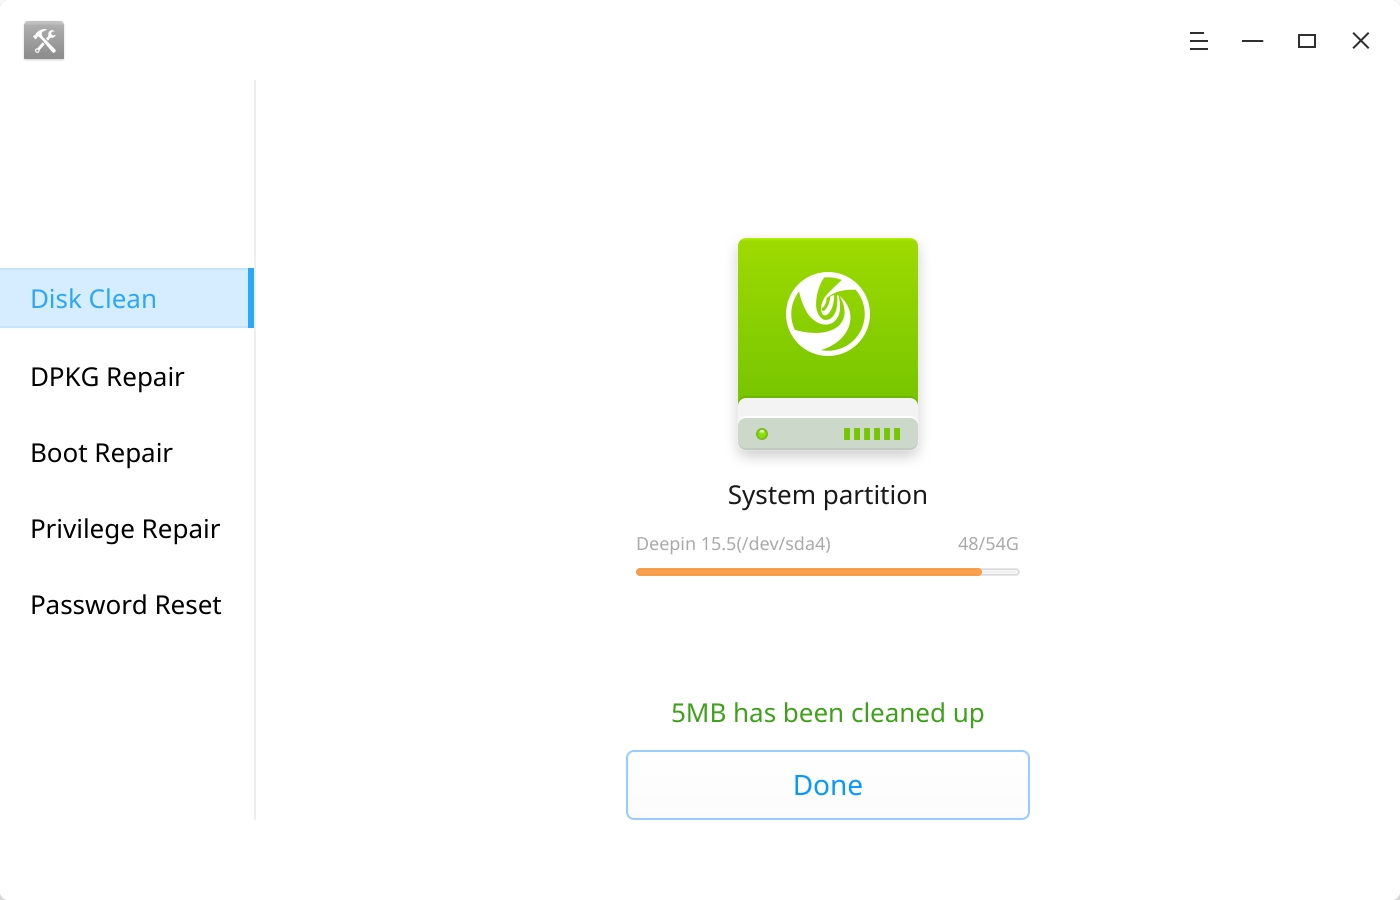 Disk Clean
DPKG Repair
Boot Repair
Privilege Repair
Password Reset
System partition
Deepin 15.5(/dev/sda4) 48/54G
5MB has been cleaned up
Done